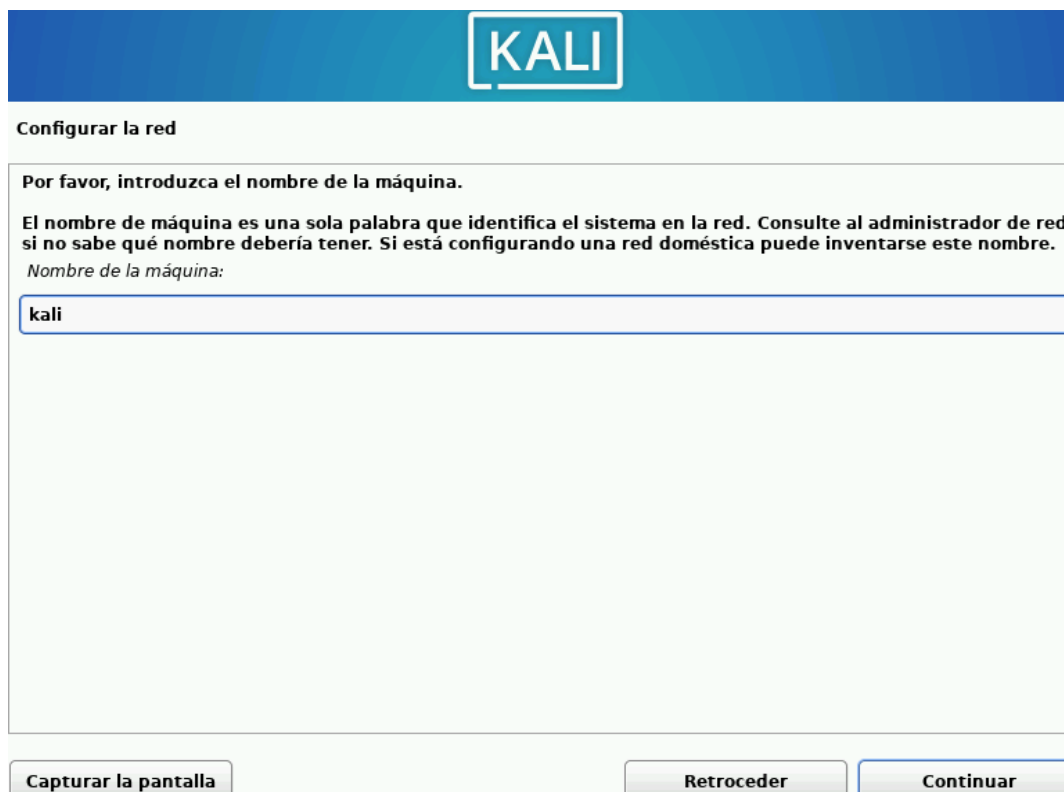 KALI
Configurar la red
Por favor, introduzca el nombre de la máquina.
El nombre de máquina es una sola palabra que identifica el sistema en la red. Consulte al administrador de red
si no sabe qué nombre debería tener. Si está configurando una red doméstica puede inventarse este nombre.
Nombre de la máquina:
kali
Capturar la pantalla
Retroceder
Continuar